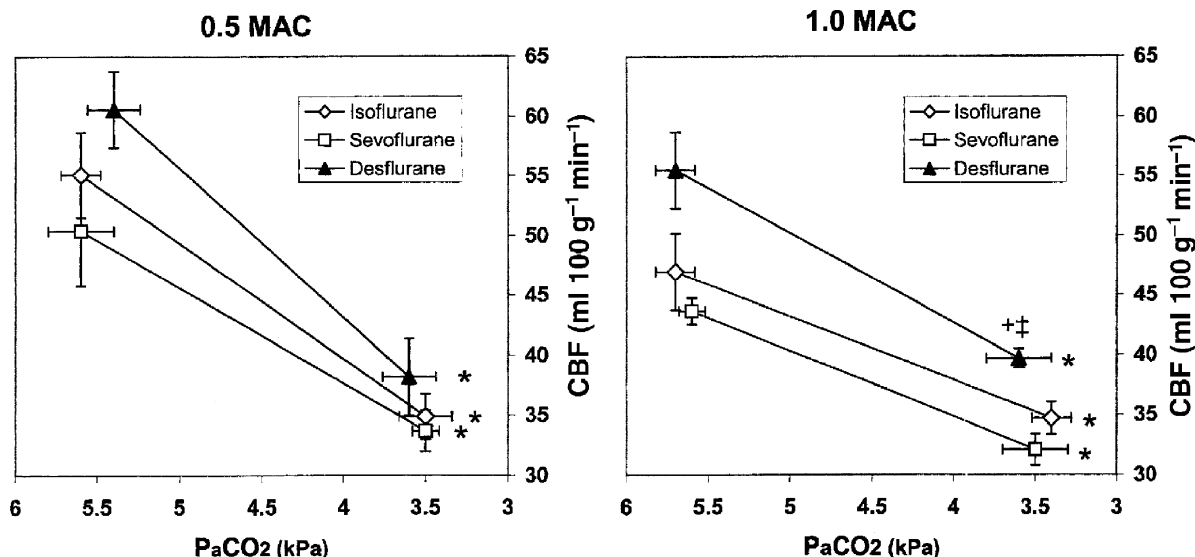 0.5 MAC
Isoflurane
Sevoflurane
Desflurane
65
60
55
50
45
40
35
30
CBF (ml 100 g⁻¹ min⁻¹)
*
*
*
6 5.5 5 4.5 4 3.5 3
PaCO2 (kPa)
1.0 MAC
Isoflurane
Sevoflurane
Desflurane
65
60
55
50
45
40
35
30
CBF (ml 100 g⁻¹ min⁻¹)
+‡
*
*
*
6 5.5 5 4.5 4 3.5 3
PaCO2 (kPa)